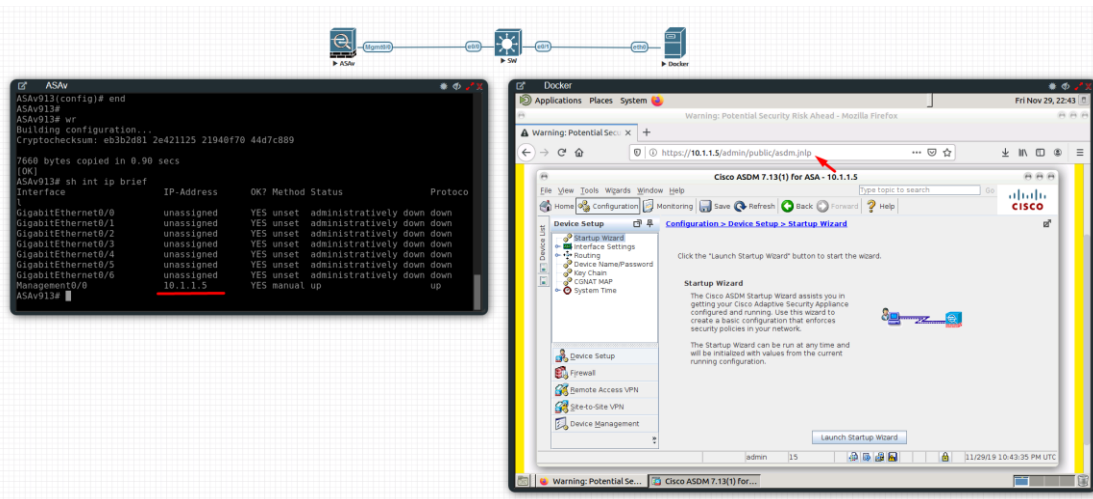 Mgmt0/0
e0/0
e0/1
eth0
ASAv
SW
Docker
ASAv
ASAv913(config)# end
ASAv913#
ASAv913# wr
Building configuration...
Cryptochecksum: eb3b2d81 2e421125 21940f70 44d7c889
7660 bytes copied in 0.90 secs
[OK]
ASAv913# sh int ip brief
Interface IP-Address OK? Method Status Protoco
l
GigabitEthernet0/0 unassigned YES unset administratively down down
GigabitEthernet0/1 unassigned YES unset administratively down down
GigabitEthernet0/2 unassigned YES unset administratively down down
GigabitEthernet0/3 unassigned YES unset administratively down down
GigabitEthernet0/4 unassigned YES unset administratively down down
GigabitEthernet0/5 unassigned YES unset administratively down down
GigabitEthernet0/6 unassigned YES unset administratively down down
Management0/0 10.1.1.5 YES manual up up
ASAv913#
Docker
Applications Places System Fri Nov 29, 22:43
Warning: Potential Security Risk Ahead - Mozilla Firefox
Warning: Potential Secu
https://10.1.1.5/admin/public/asdm.jnlp
Cisco ASDM 7.13(1) for ASA - 10.1.1.5
File View Tools Wizards Window Help Type topic to search Go
Home Configuration Monitoring Save Refresh Back Forward Help
CISCO
Device List
Device Setup
Startup Wizard
Interface Settings
Routing
Device Name/Password
Key Chain
CGNAT MAP
System Time
Device Setup
Firewall
Remote Access VPN
Site-to-Site VPN
Device Management
Configuration > Device Setup > Startup Wizard
Click the "Launch Startup Wizard" button to start the wizard.
Startup Wizard
The Cisco ASDM Startup Wizard assists you in
getting your Cisco Adaptive Security Appliance
configured and running. Use this wizard to
create a basic configuration that enforces
security policies in your network.
The Startup Wizard can be run at any time and
will be initialized with values from the current
running configuration.
Launch Startup Wizard
admin 15 11/29/19 10:43:35 PM UTC
Warning: Potential Se... Cisco ASDM 7.13(1) for...